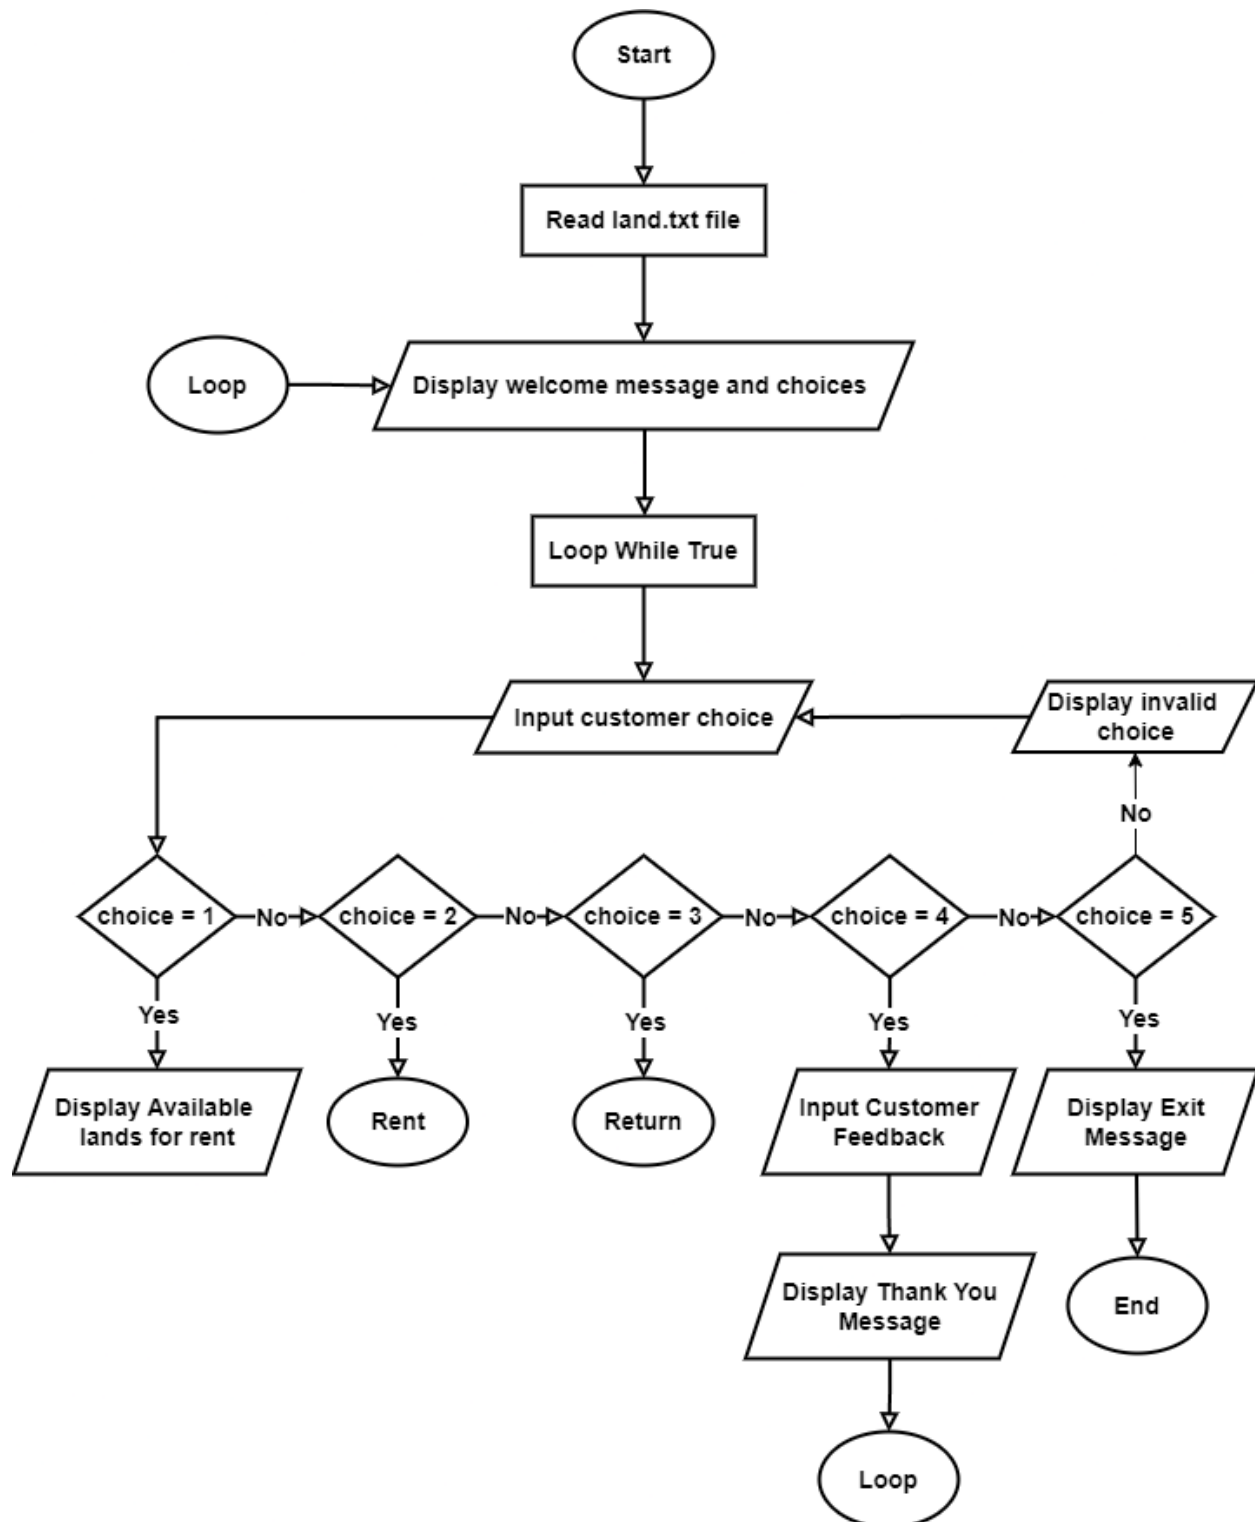 Start
Read land.txt file
Loop
Display welcome message and choices
Loop While True
Input customer choice
Display invalid
choice
No
choice = 1
No
choice = 2
No
choice = 3
No
choice = 4
No
choice = 5
Yes
Yes
Yes
Yes
Yes
Display Available
lands for rent
Rent
Return
Input Customer
Feedback
Display Exit
Message
Display Thank You
Message
End
Loop